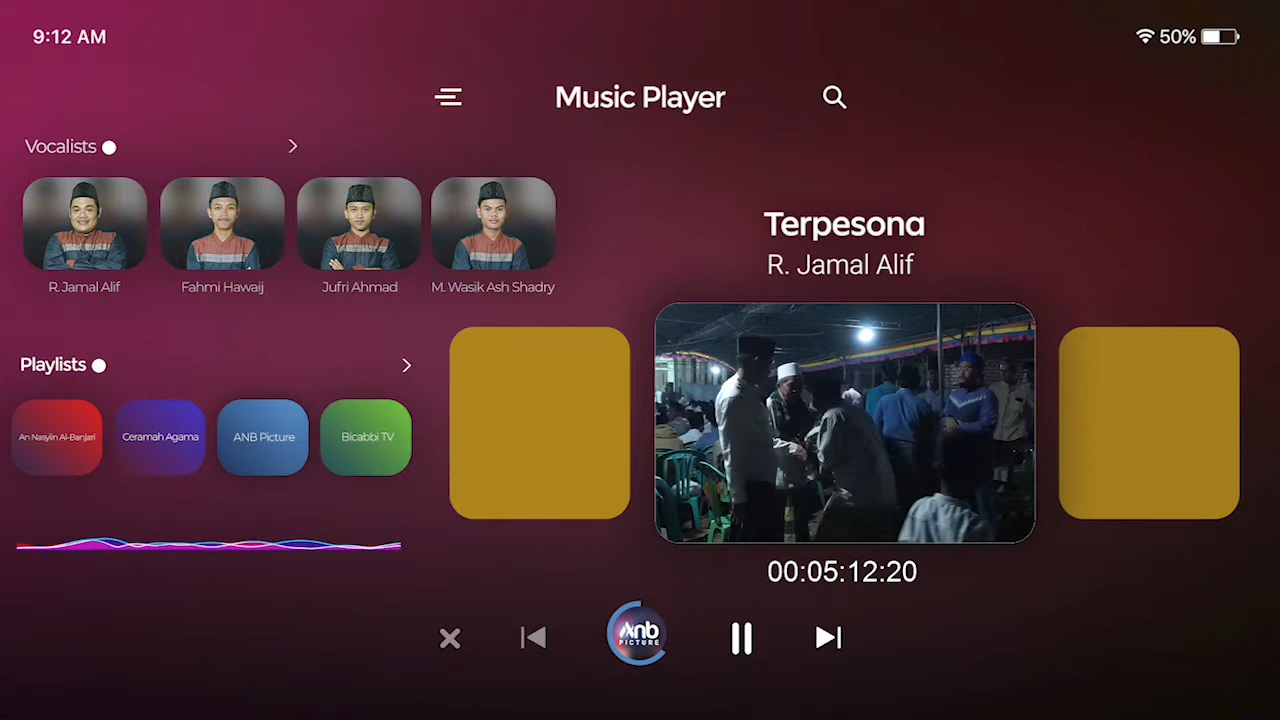 9:12 AM
50%
Music Player
Vocalists
R. Jamal Alif
Fahmi Hawaij
Jufri Ahmad
M. Wasik Ash Shadry
Terpesona
R. Jamal Alif
Playlists
An Nasyiin Al-Banjari
Ceramah Agama
ANB Picture
Bicabbi TV
00:05:12:20
Anb
PICTURE